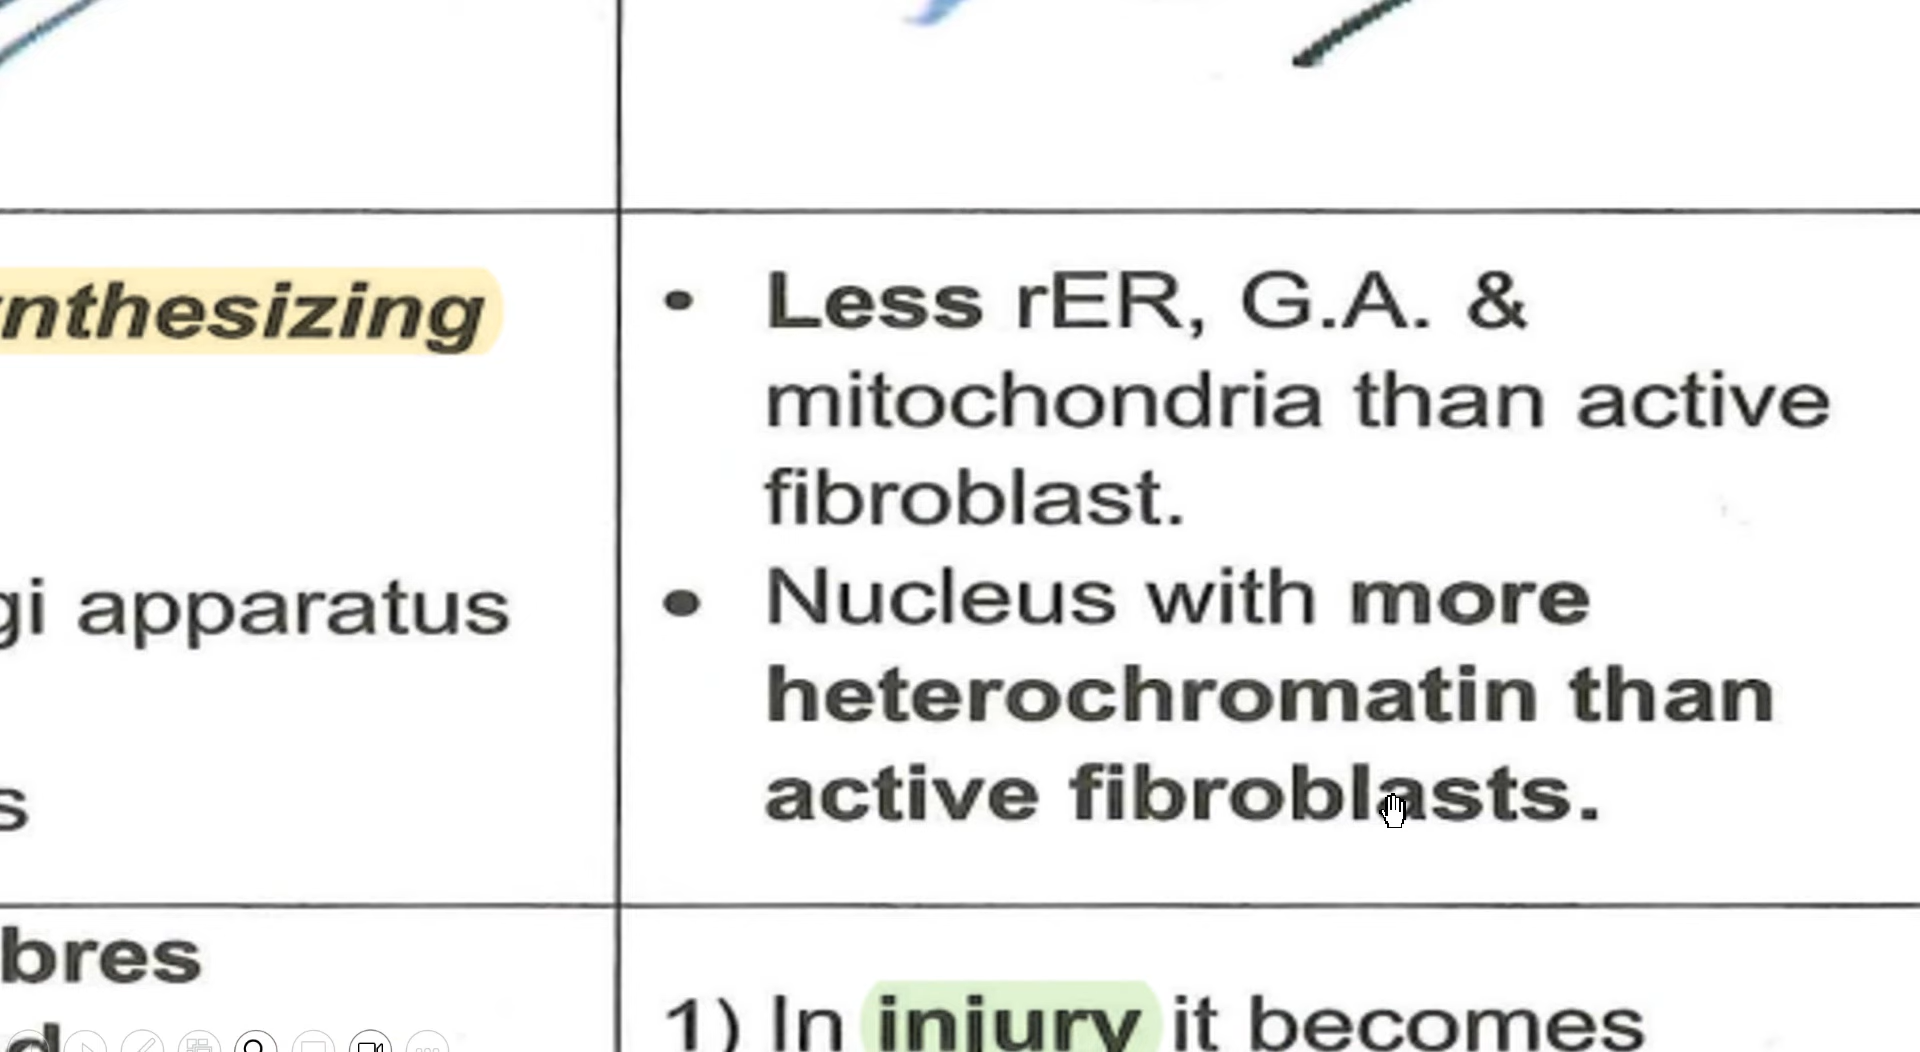 nthesizing
gi apparatus
s
bres
d
• Less rER, G.A. &
mitochondria than active
fibroblast.
• Nucleus with more
heterochromatin than
active fibroblasts.
1) In injury it becomes